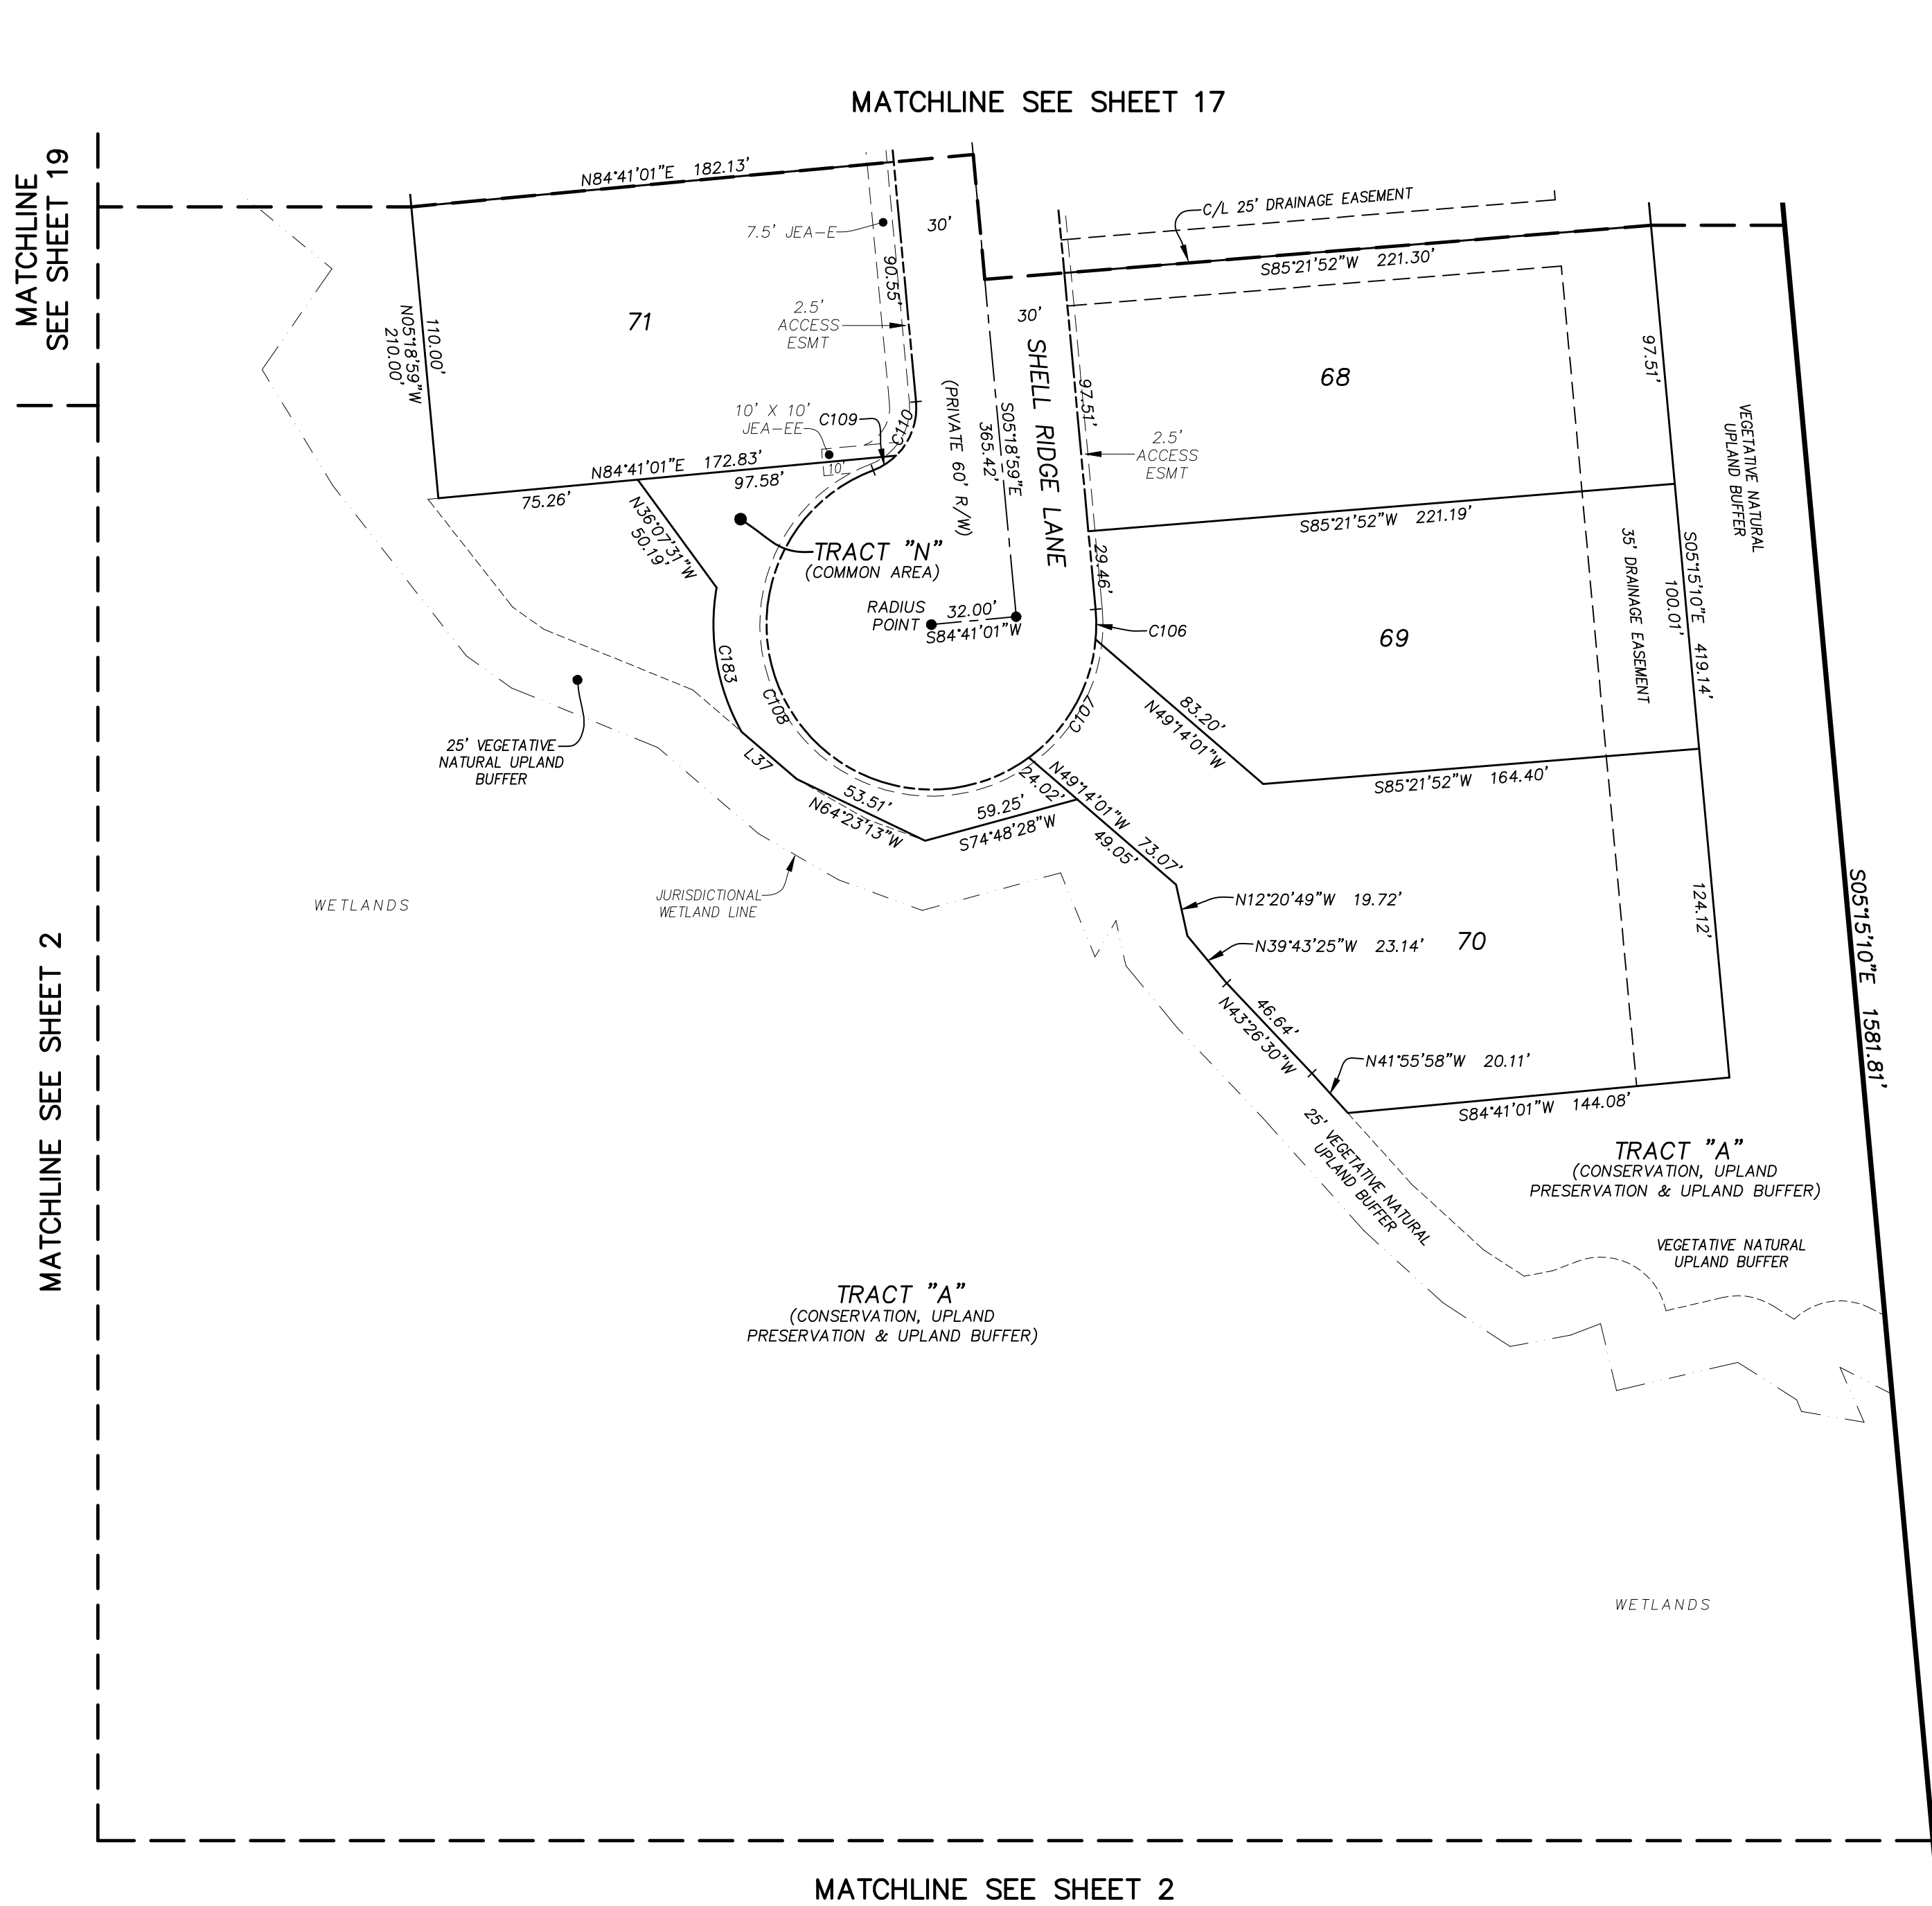 MATCHLINE SEE SHEET 17
MATCHLINE
SEE SHEET 19
N84°41'01"E 182.13'
30'
C/L 25' DRAINAGE EASEMENT
7.5' JEA-E
90.55'
S85°21'52"W 221.30'
2.5'
ACCESS
ESMT
71
30'
110.00'
N05°18'59"W
210.00'
SHELL RIDGE LANE
(PRIVATE 60' R/W)
S05°18'59"E
365.42'
97.51'
68
97.51'
VEGETATIVE NATURAL
UPLAND BUFFER
10' X 10'
JEA-EE
C109
C110
10'
2.5'
ACCESS
ESMT
N84°41'01"E 172.83'
75.26'
97.58'
N36°07'31"W
50.19'
TRACT "N"
(COMMON AREA)
S85°21'52"W 221.19'
29.46'
35' DRAINAGE EASEMENT
S05°15'10"E 419.14'
100.01'
RADIUS
POINT
32.00'
S84°41'01"W
C106
69
C183
C108
C107
83.20'
N49°14'01"W
25' VEGETATIVE
NATURAL UPLAND
BUFFER
L37
53.51'
N64°23'13"W
59.25'
S74°48'28"W
24.02'
N49°14'01"W 73.07'
49.05'
S85°21'52"W 164.40'
WETLANDS
JURISDICTIONAL
WETLAND LINE
N12°20'49"W 19.72'
N39°43'25"W 23.14'
70
124.12'
S05°15'10"E 1581.81'
46.64'
N43°26'30"W
N41°55'58"W 20.11'
S84°41'01"W 144.08'
MATCHLINE SEE SHEET 2
25' VEGETATIVE NATURAL
UPLAND BUFFER
TRACT "A"
(CONSERVATION, UPLAND
PRESERVATION & UPLAND BUFFER)
VEGETATIVE NATURAL
UPLAND BUFFER
TRACT "A"
(CONSERVATION, UPLAND
PRESERVATION & UPLAND BUFFER)
WETLANDS
MATCHLINE SEE SHEET 2